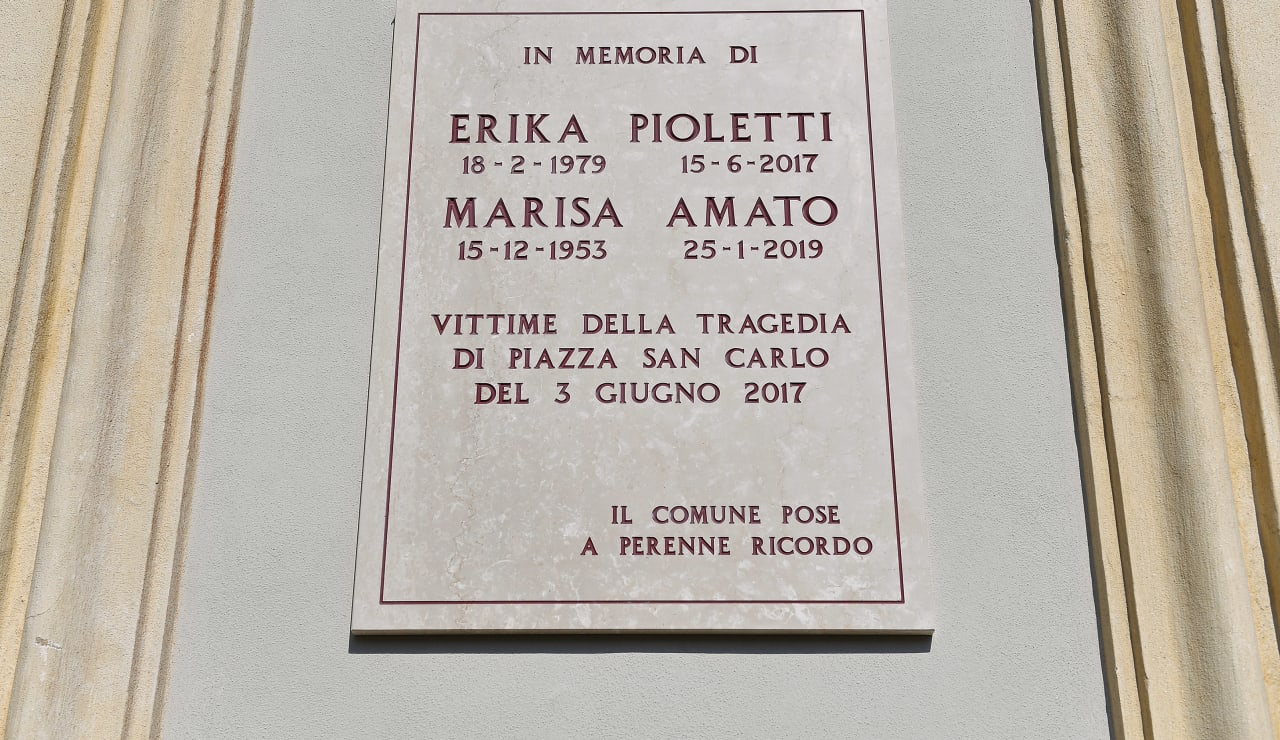 IN MEMORIA DI
ERIKA PIOLETTI
18-2-1979 15-6-2017
MARISA AMATO
15-12-1953 25-1-2019
VITTIME DELLA TRAGEDIA
DI PIAZZA SAN CARLO
DEL 3 GIUGNO 2017
IL COMUNE POSE
A PERENNE RICORDO